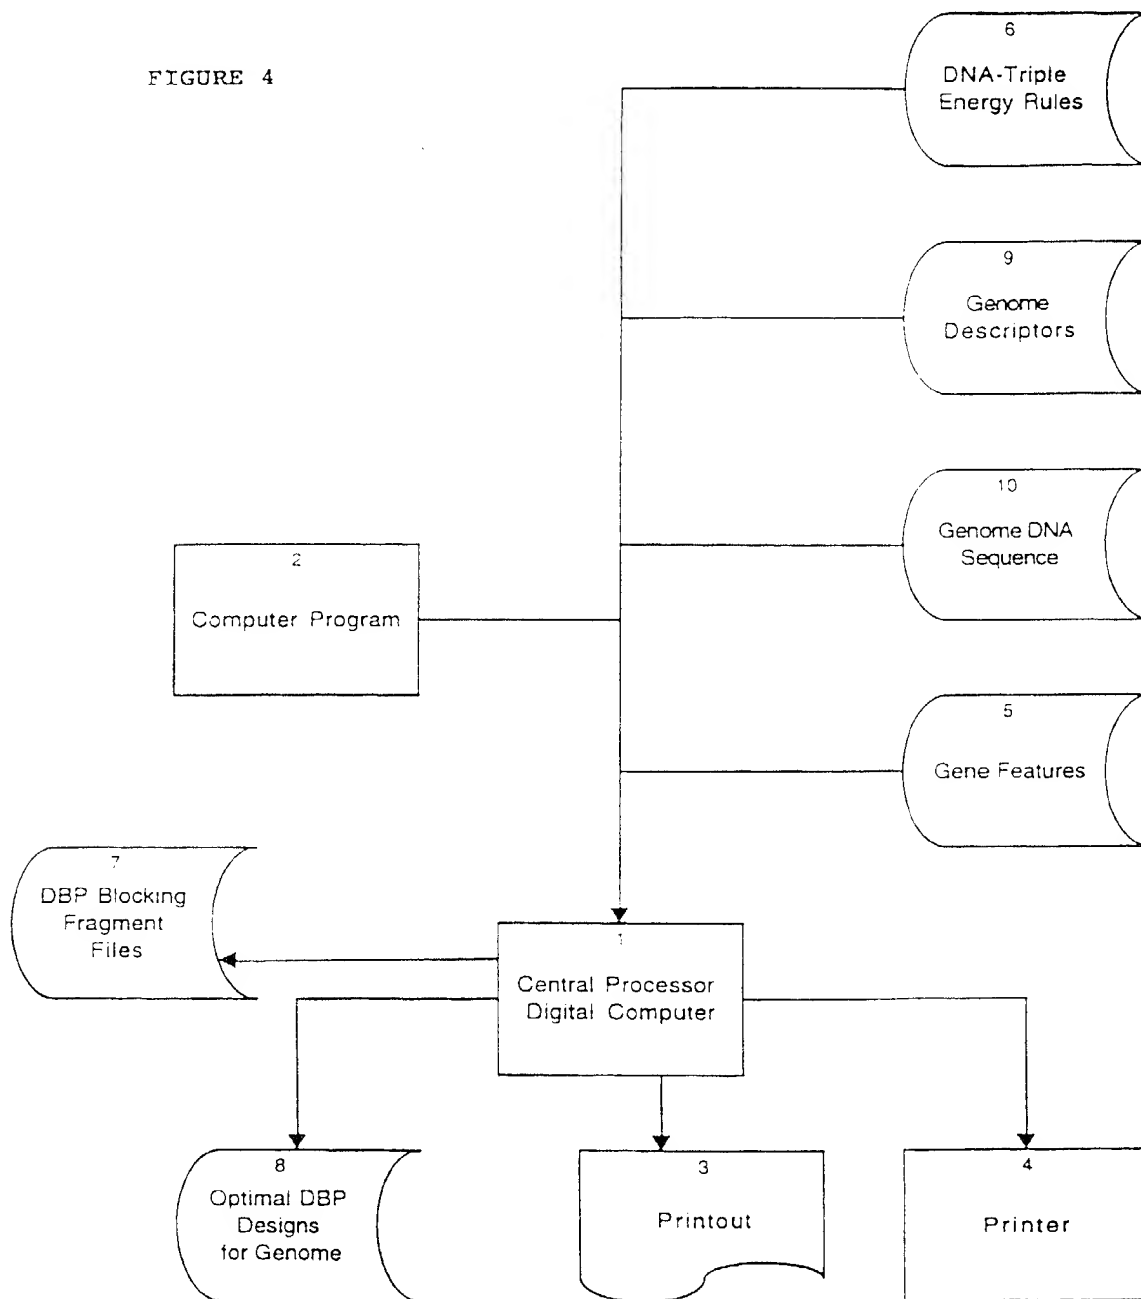 FIGURE 4
6
DNA-Triple
Energy Rules
9
Genome
Descriptors
10
Genome DNA
Sequence
2
Computer Program
5
Gene Features
7
DBP Blocking
Fragment
Files
1
Central Processor
Digital Computer
8
Optimal DBP
Designs
for Genome
3
Printout
4
Printer